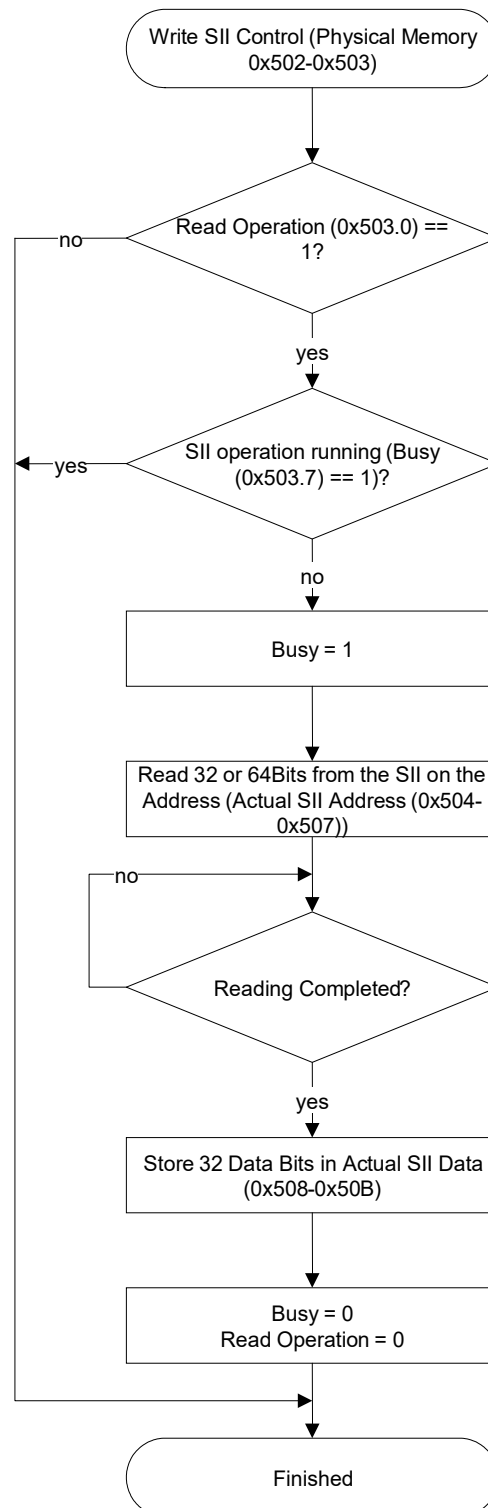 Write SII Control (Physical Memory
0x502-0x503)
Read Operation (0x503.0) ==
1?
no
yes
SII operation running (Busy
(0x503.7) == 1)?
yes
no
Busy = 1
Read 32 or 64Bits from the SII on the
Address (Actual SII Address (0x504-
0x507))
no
Reading Completed?
yes
Store 32 Data Bits in Actual SII Data
(0x508-0x50B)
Busy = 0
Read Operation = 0
Finished